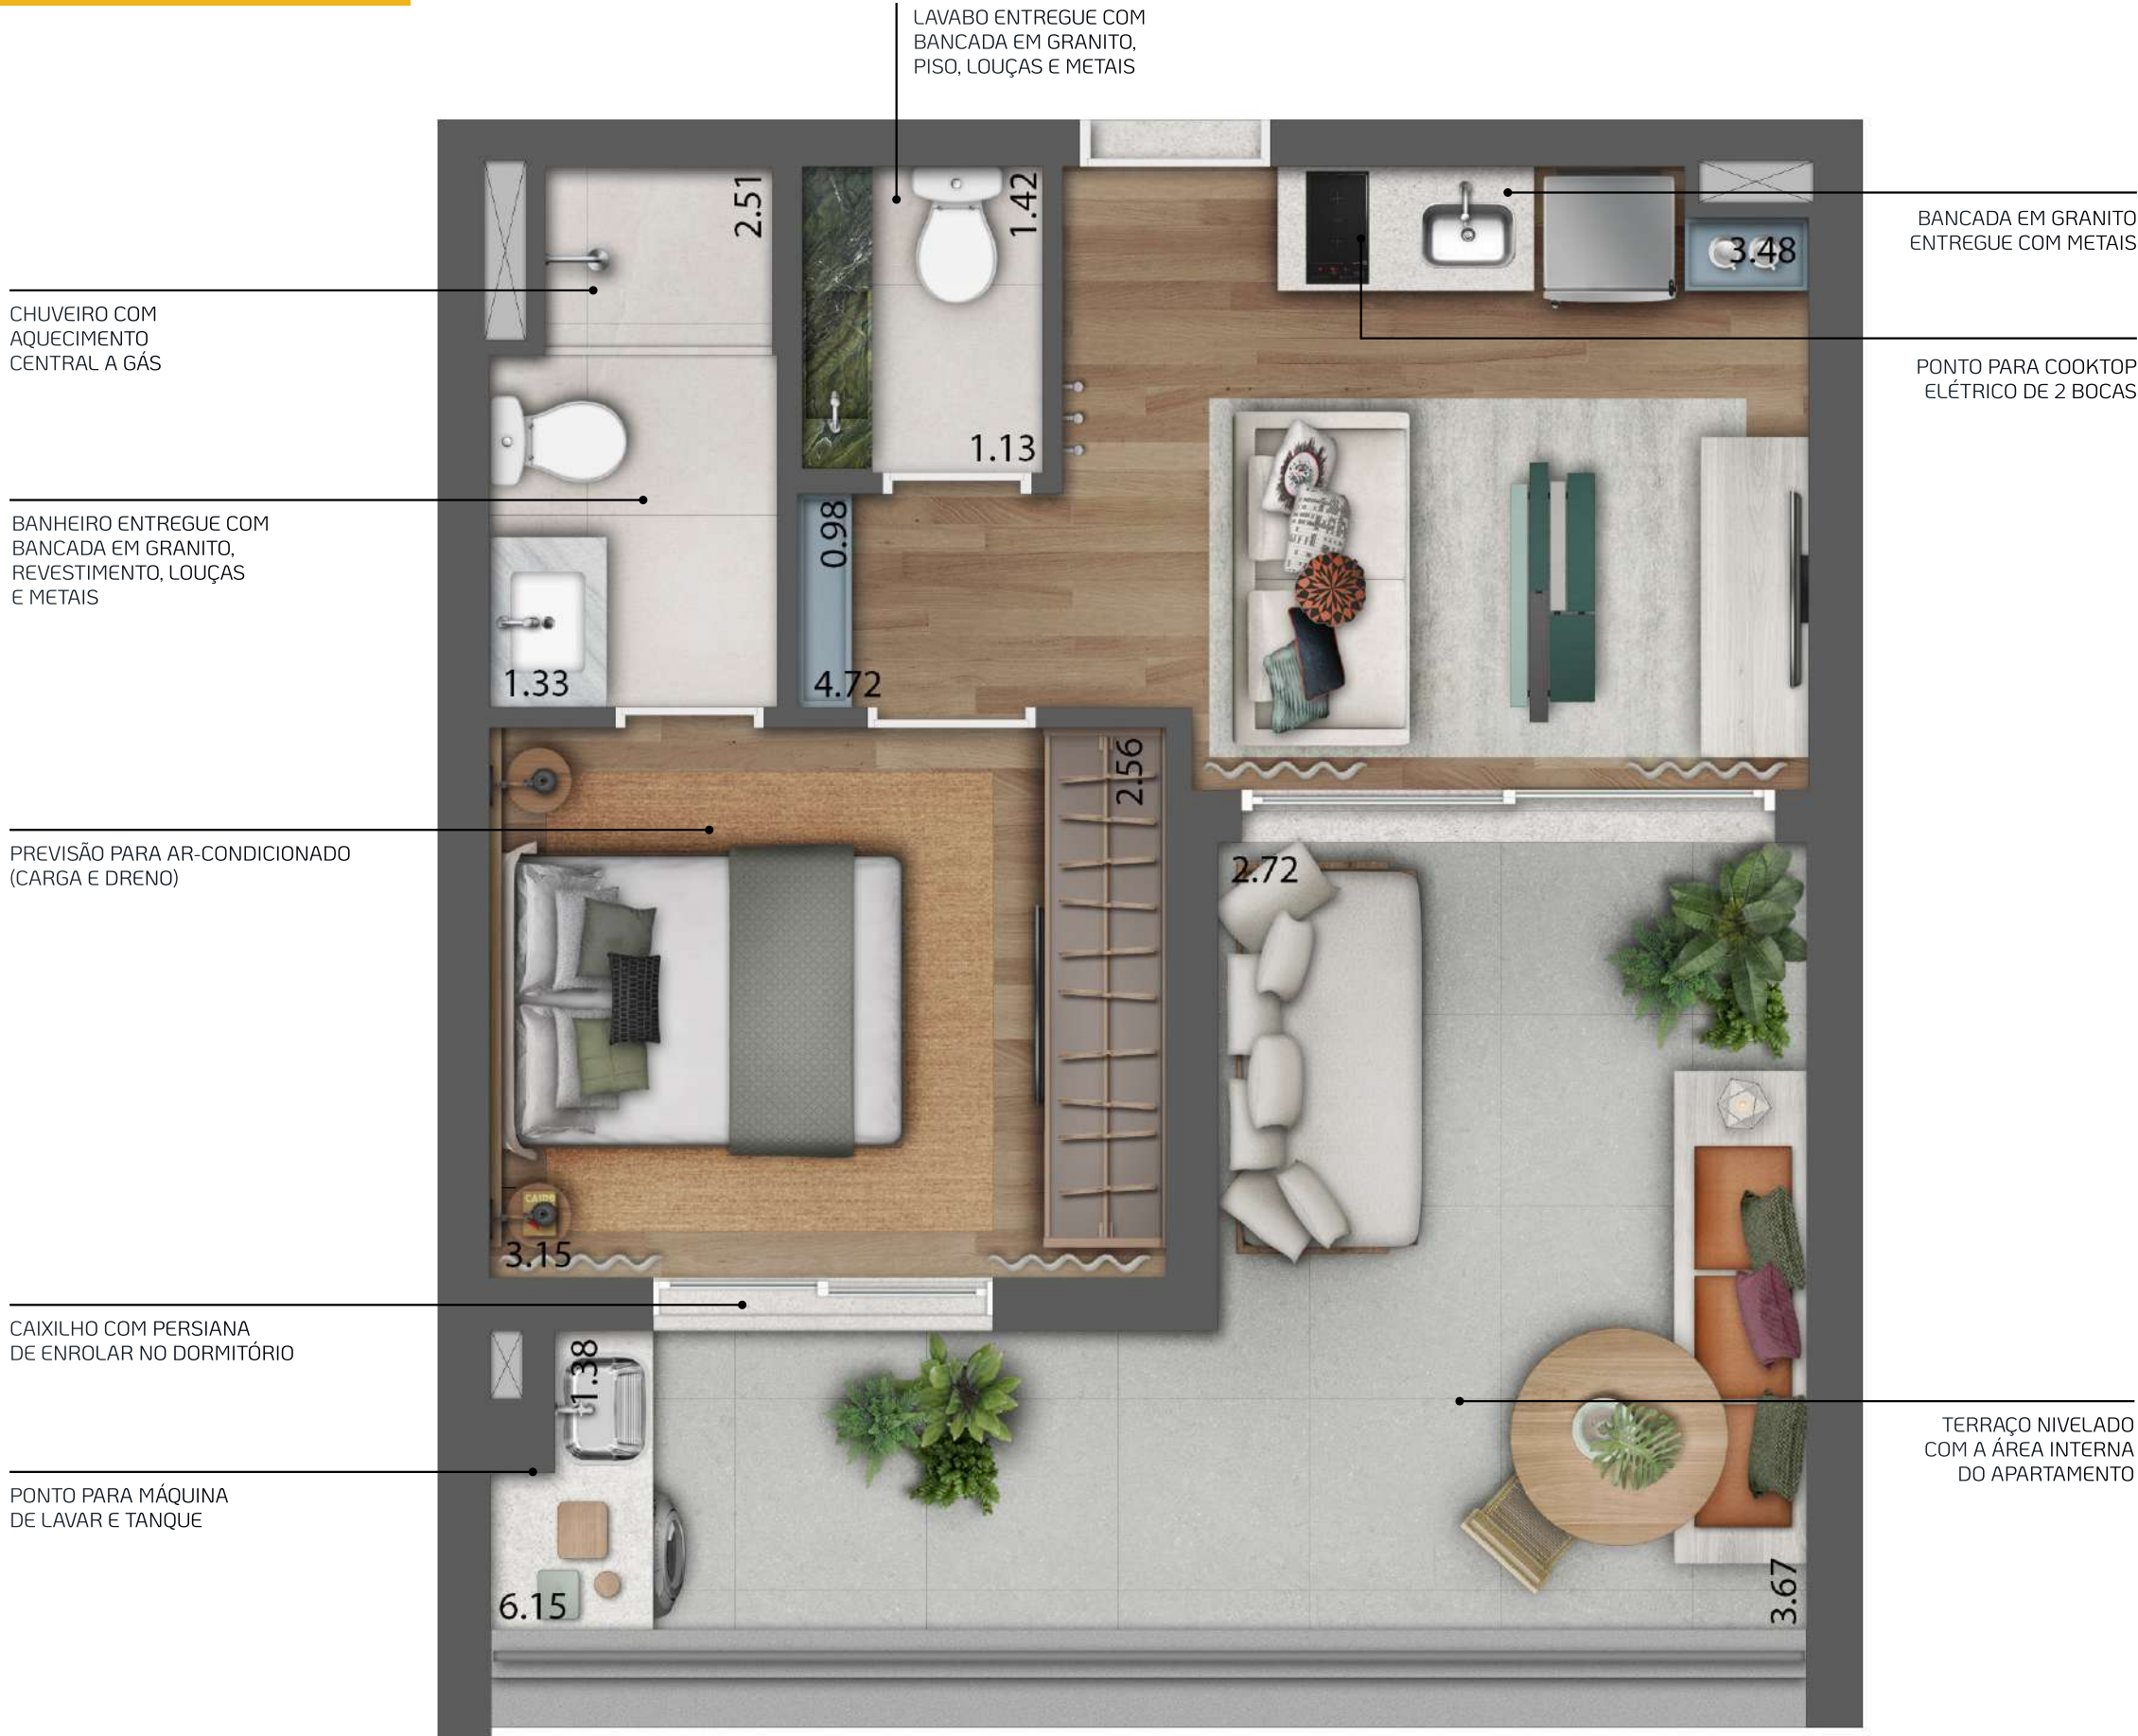 LAVABO ENTREGUE COM
BANCADA EM GRANITO,
PISO, LOUÇAS E METAIS
2.51
1.42
BANCADA EM GRANITO
ENTREGUE COM METAIS
3.48
CHUVEIRO COM
AQUECIMENTO
CENTRAL A GÁS
PONTO PARA COOKTOP
ELÉTRICO DE 2 BOCAS
1.13
BANHEIRO ENTREGUE COM
BANCADA EM GRANITO,
REVESTIMENTO, LOUÇAS
E METAIS
0.98
1.33
4.72
2.56
PREVISÃO PARA AR-CONDICIONADO
(CARGA E DRENO)
2.72
CAIRO
3.15
CAIXILHO COM PERSIANA
DE ENROLAR NO DORMITÓRIO
1.38
TERRAÇO NIVELADO
COM A ÁREA INTERNA
DO APARTAMENTO
PONTO PARA MÁQUINA
DE LAVAR E TANQUE
6.15
3.67